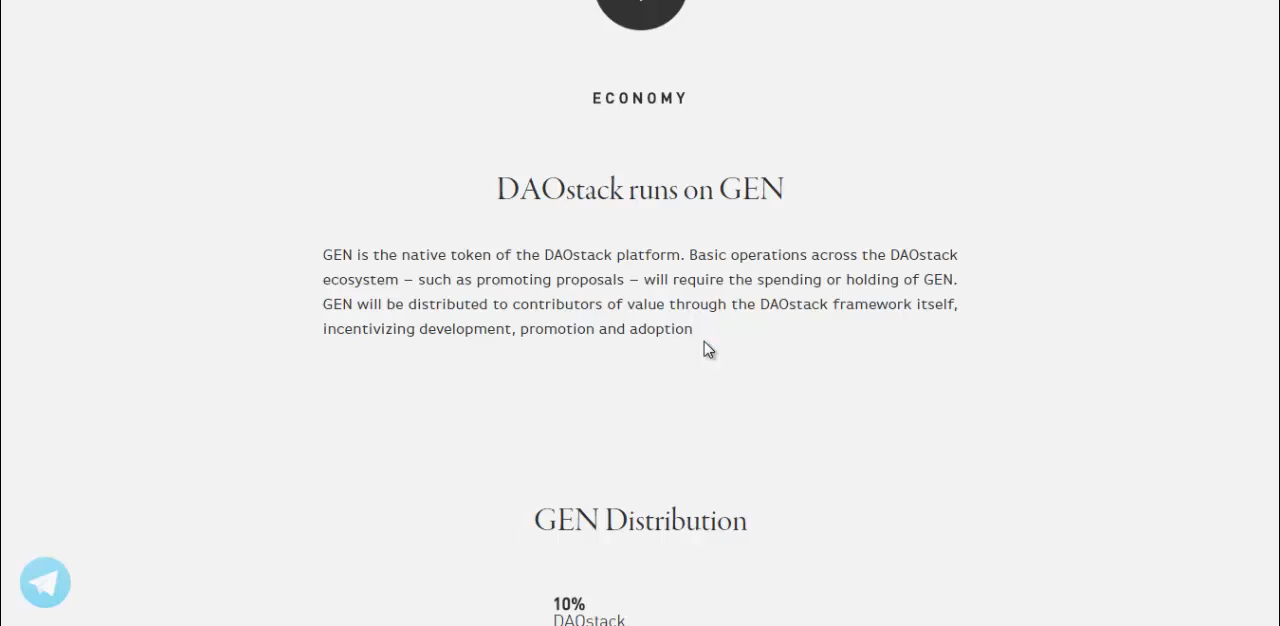 ECONOMY
DAOstack runs on GEN
GEN is the native token of the DAOstack platform. Basic operations across the DAOstack
ecosystem – such as promoting proposals – will require the spending or holding of GEN.
GEN will be distributed to contributors of value through the DAOstack framework itself,
incentivizing development, promotion and adoption
GEN Distribution
10%
DAOstack